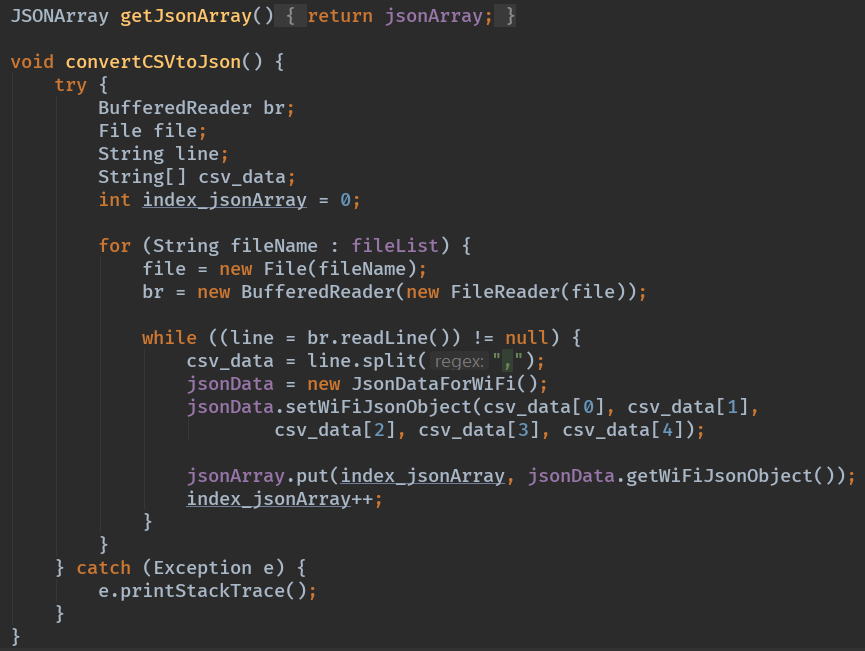 JSONArray getJsonArray() { return jsonArray; }
void convertCSVtoJson() {
try {
BufferedReader br;
File file;
String line;
String[] csv_data;
int index_jsonArray = 0;
for (String fileName : fileList) {
file = new File(fileName);
br = new BufferedReader(new FileReader(file));
while ((line = br.readLine()) != null) {
csv_data = line.split( regex: ",");
jsonData = new JsonDataForWiFi();
jsonData.setWiFiJsonObject(csv_data[0], csv_data[1],
csv_data[2], csv_data[3], csv_data[4]);
jsonArray.put(index_jsonArray, jsonData.getWiFiJsonObject());
index_jsonArray++;
}
}
} catch (Exception e) {
e.printStackTrace();
}
}